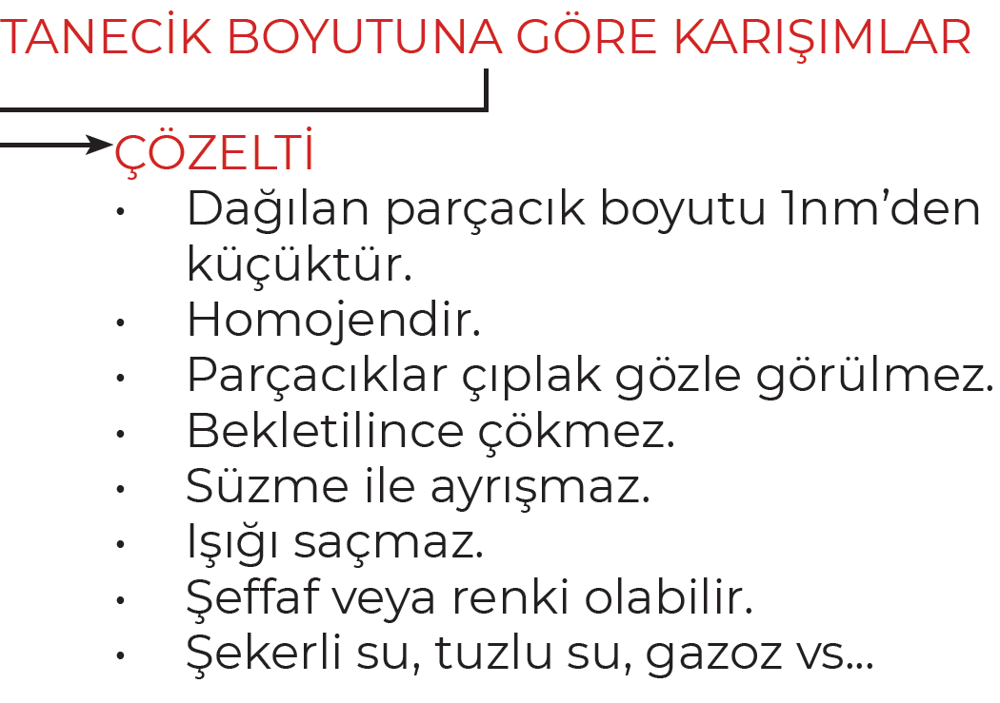 TANECİK BOYUTUNA GÖRE KARIŞIMLAR
ÇÖZELTİ
• Dağılan parçacık boyutu 1nm’den
küçüktür.
• Homojendir.
• Parçacıklar çıplak gözle görülmez.
• Bekletilince çökmez.
• Süzme ile ayrışmaz.
• Işığı saçmaz.
• Şeffaf veya renki olabilir.
• Şekerli su, tuzlu su, gazoz vs...